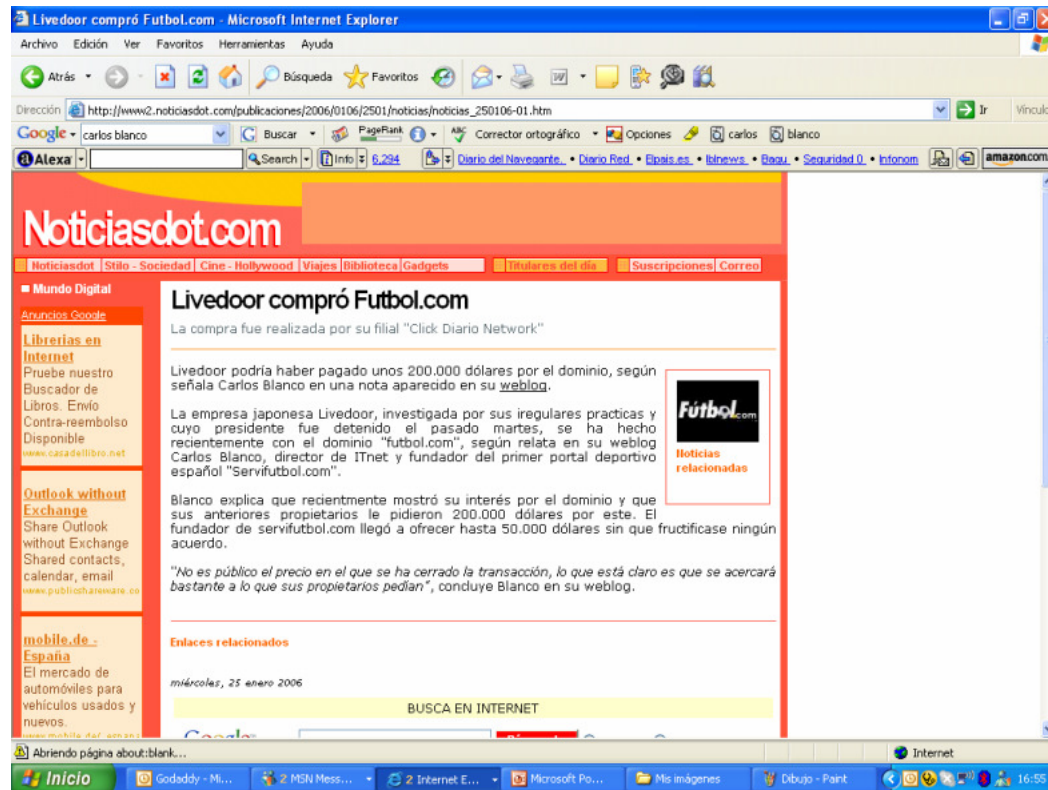 Livedoor compró Futbol.com - Microsoft Internet Explorer
Archivo Edición Ver Favoritos Herramientas Ayuda
Atrás Búsqueda Favoritos
Dirección http://www2.noticiasdot.com/publicaciones/2006/0106/2501/noticias/noticias_250106-01.htm Ir Vínculo
Google carlos blanco Buscar PageRank Corrector ortográfico Opciones carlos blanco
Alexa Search Info 6,294 Diario del Navegante. • Diario Red • Elpais.es • Iblnews • Bagu • Seguridad 0 • Infonom amazon.com
Noticiasdot.com
Noticiasdot Stilo - Sociedad Cine - Hollywood Viajes Biblioteca Gadgets Titulares del día Suscripciones Correo
Mundo Digital
Anuncios Google
Librerias en
Internet
Pruebe nuestro
Buscador de
Libros. Envío
Contra-reembolso
Disponible
www.casadellibro.net
Outlook without
Exchange
Share Outlook
without Exchange
Shared contacts,
calendar, email
www.publicshareware.co
mobile.de -
España
El mercado de
automóviles para
vehículos usados y
nuevos.
Livedoor compró Futbol.com
La compra fue realizada por su filial "Click Diario Network"
Livedoor podría haber pagado unos 200.000 dólares por el dominio, según
señala Carlos Blanco en una nota aparecido en su weblog.
La empresa japonesa Livedoor, investigada por sus iregulares practicas y
cuyo presidente fue detenido el pasado martes, se ha hecho
recientemente con el dominio "futbol.com", según relata en su weblog
Carlos Blanco, director de ITnet y fundador del primer portal deportivo
español "Servifutbol.com".
Blanco explica que recientmente mostró su interés por el dominio y que
sus anteriores propietarios le pidieron 200.000 dólares por este. El
fundador de servifutbol.com llegó a ofrecer hasta 50.000 dólares sin que fructificase ningún
acuerdo.
"No es público el precio en el que se ha cerrado la transacción, lo que está claro es que se acercará
bastante a lo que sus propietarios pedían", concluye Blanco en su weblog.
Fútbol.com
Noticias
relacionadas
Enlaces relacionados
miércoles, 25 enero 2006
BUSCA EN INTERNET
Google
Abriendo página about:blank... Internet
Inicio Godaddy - Mi... 2 MSN Mess... 2 Internet E... Microsoft Po... Mis imágenes Dibujo - Paint 16:55